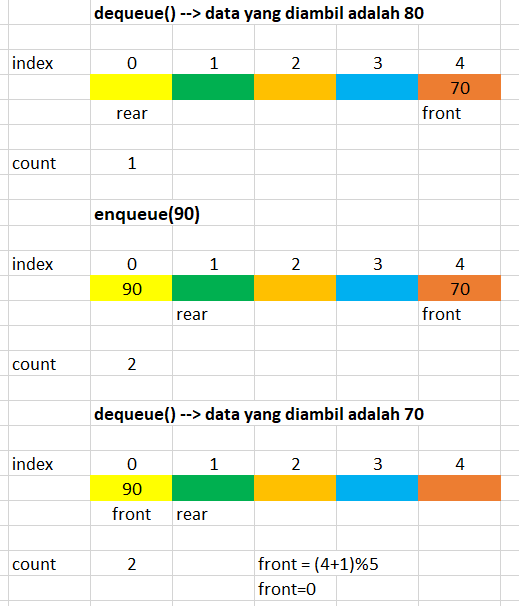 dequeue() --> data yang diambil adalah 80
index 0 1 2 3 4
70
rear front
count 1
enqueue(90)
index 0 1 2 3 4
90 70
rear front
count 2
dequeue() --> data yang diambil adalah 70
index 0 1 2 3 4
90
front rear
count 2 front = (4+1)%5
front=0